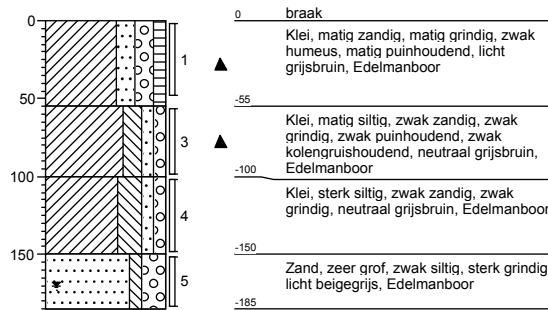 0
50
100
150
1
3
4
5
0 braak
Klei, matig zandig, matig grindig, zwak
humeus, matig puinhoudend, licht
grijsbruin, Edelmanboor
-55
Klei, matig siltig, zwak zandig, zwak
grindig, zwak puinhoudend, zwak
kolengruishoudend, neutraal grijsbruin,
Edelmanboor
-100
Klei, sterk siltig, zwak zandig, zwak
grindig, neutraal grijsbruin, Edelmanboor
-150
Zand, zeer grof, zwak siltig, sterk grindig
licht beigegrijs, Edelmanboor
-185